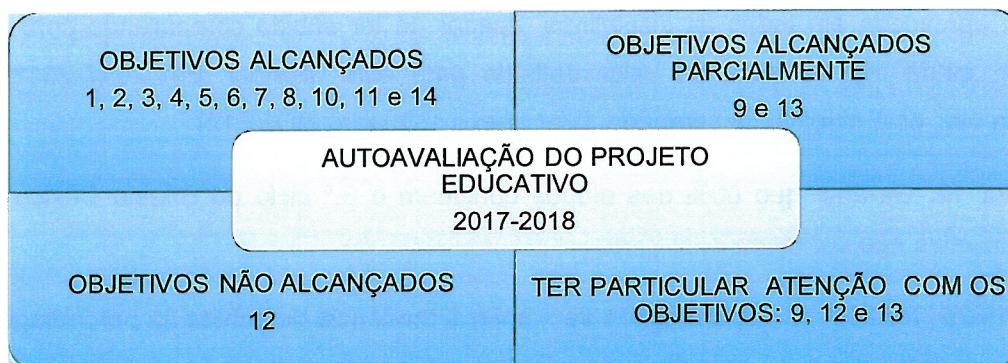 OBJETIVOS ALCANÇADOS
1, 2, 3, 4, 5, 6, 7, 8, 10, 11 e 14
OBJETIVOS ALCANÇADOS
PARCIALMENTE
9 e 13
AUTOAVALIAÇÃO DO PROJETO
EDUCATIVO
2017-2018
OBJETIVOS NÃO ALCANÇADOS
12
TER PARTICULAR ATENÇÃO COM OS
OBJETIVOS: 9, 12 e 13